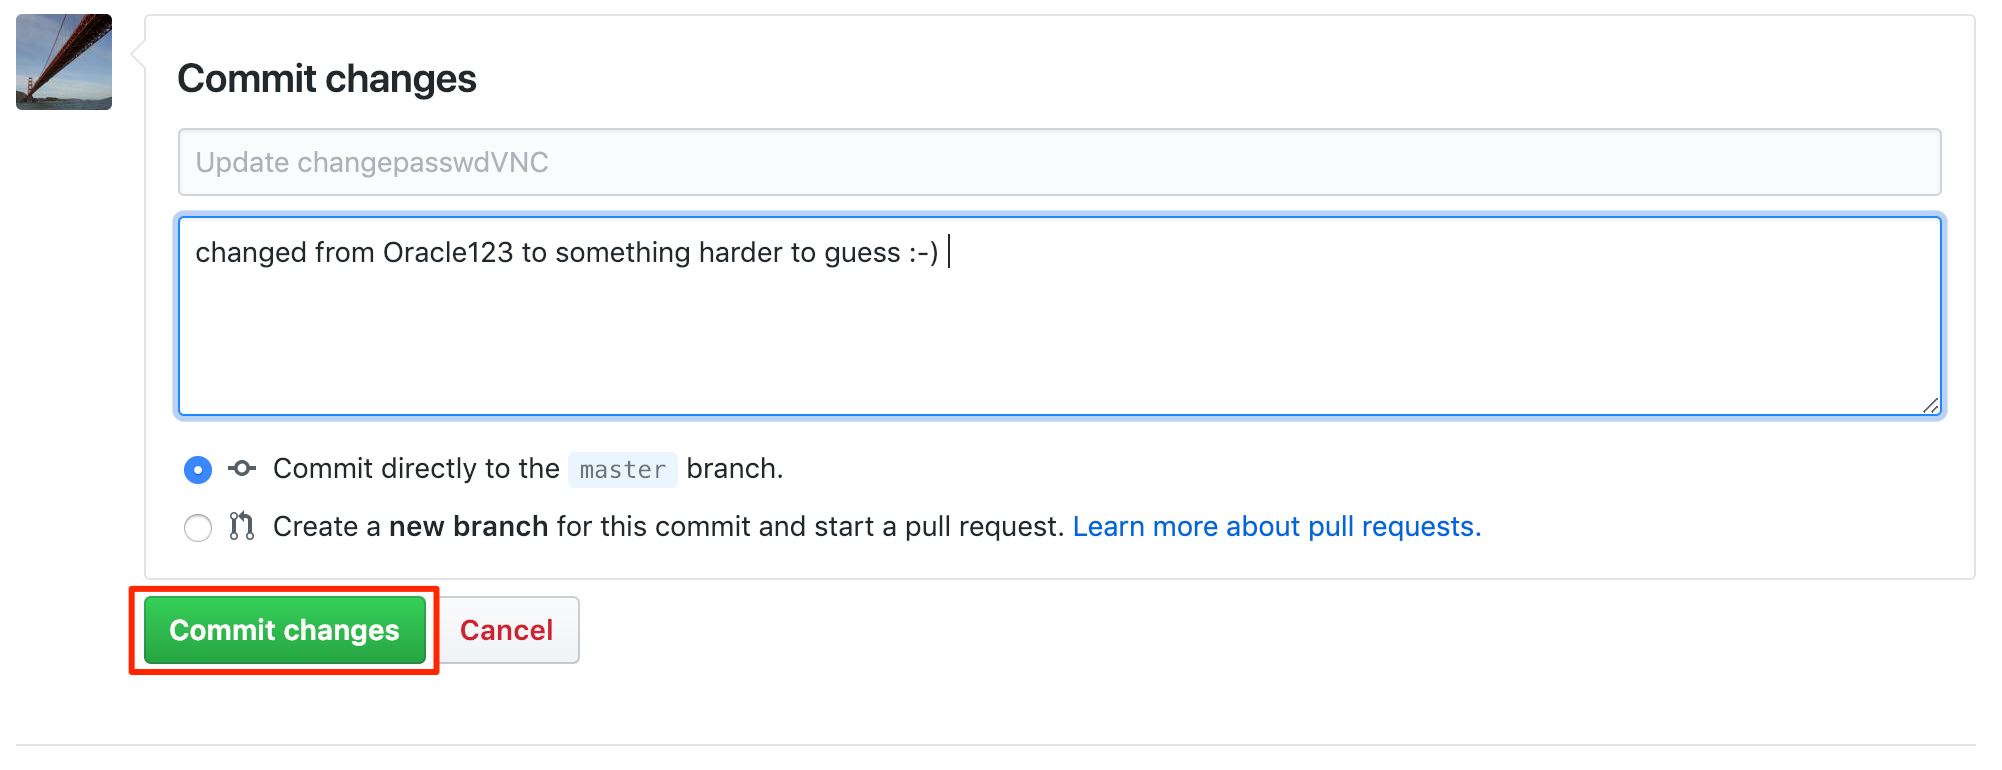 Commit changes
Update changepasswdVNC
changed from Oracle123 to something harder to guess :-)
Commit directly to the master branch.
Create a new branch for this commit and start a pull request. Learn more about pull requests.
Commit changes Cancel